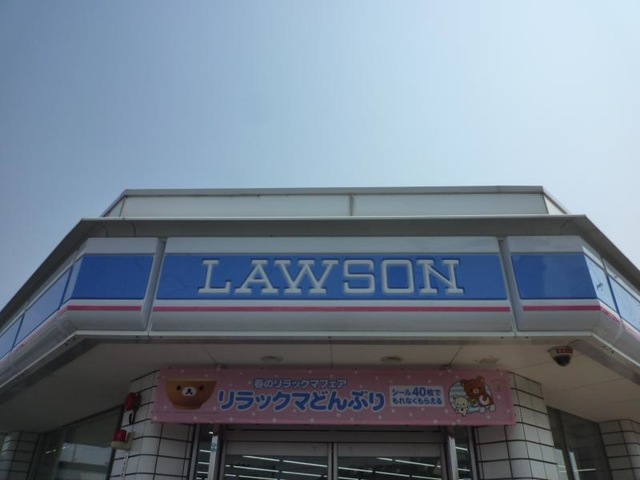 LAWSON
春のリラックマフェア
リラックマどんぶり
シール40枚で
もれなくもらえる